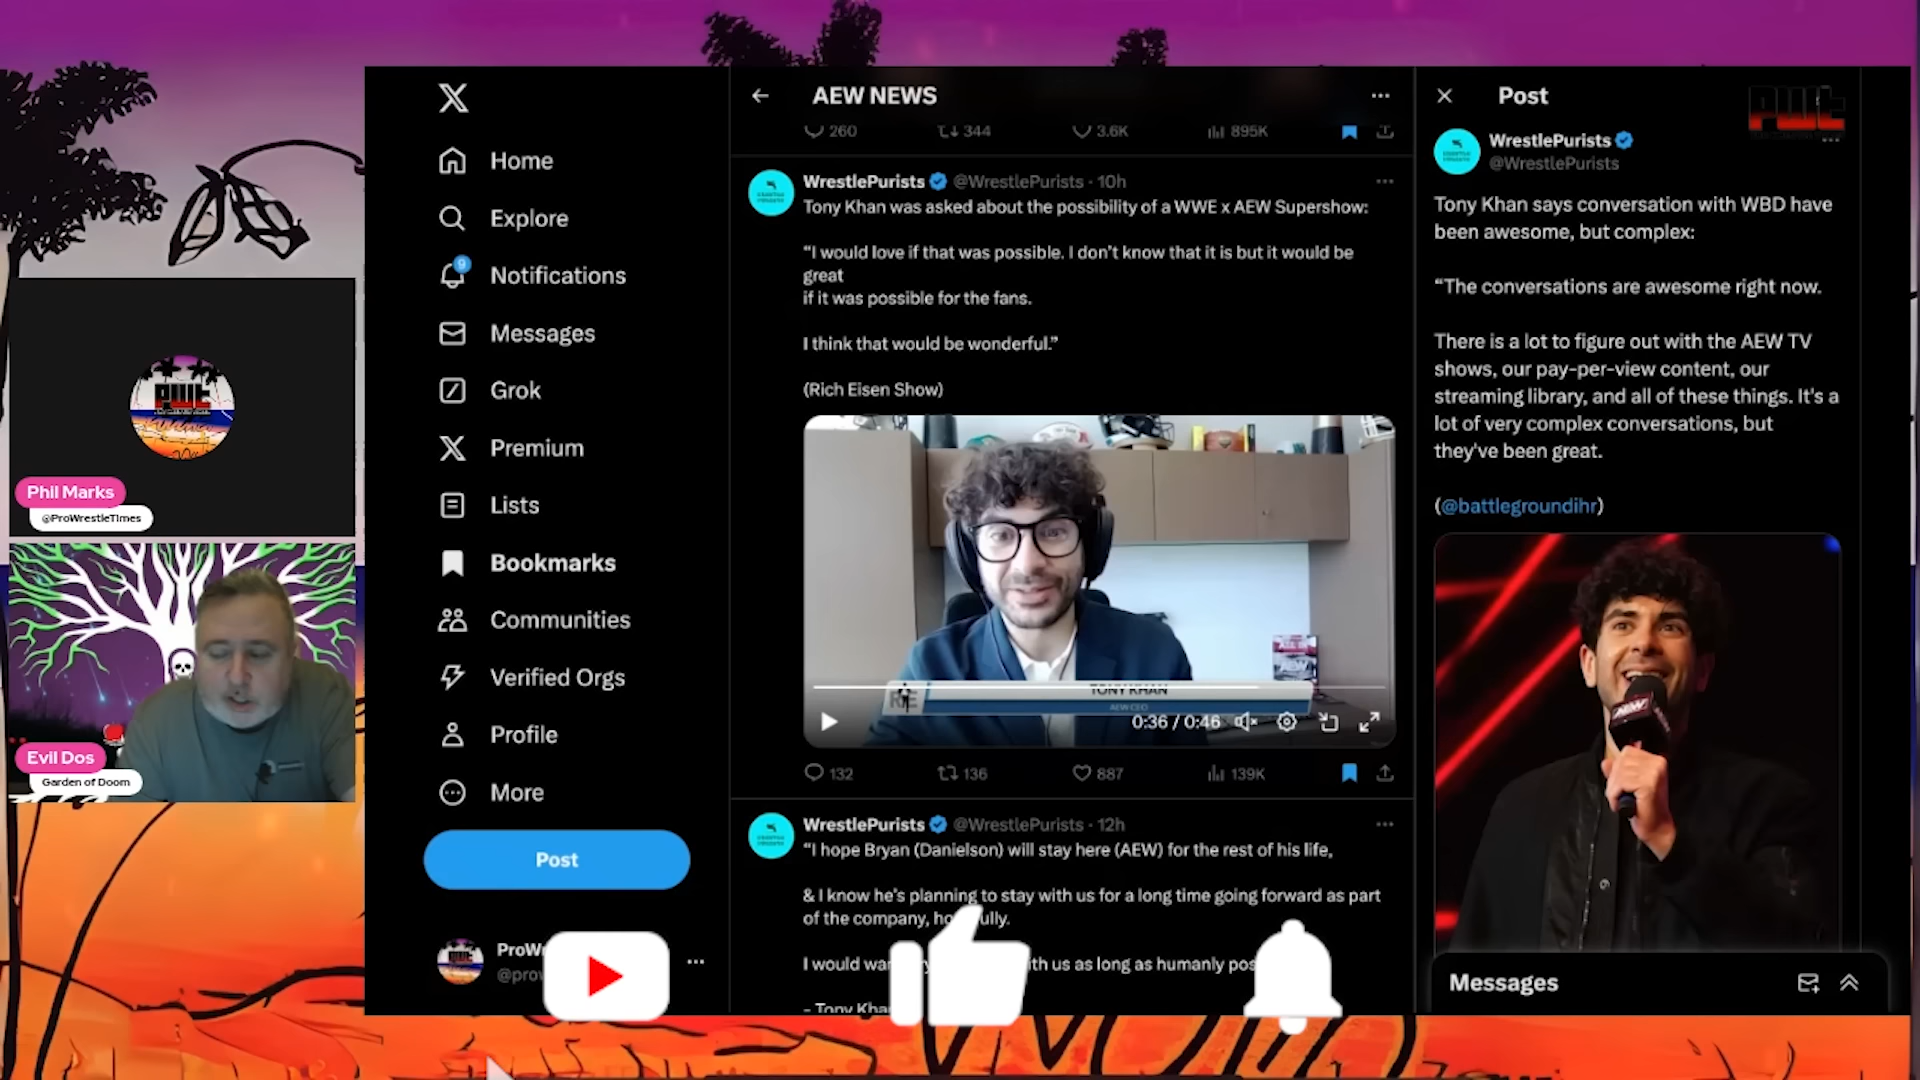 Phil Marks
@ProWrestleTimes
Evil Dos
Garden of Doom
Home
Explore
9
Notifications
Messages
Grok
Premium
Lists
Bookmarks
Communities
Verified Orgs
Profile
More
Post
AEW NEWS
260 344 3.6K 895K
WrestlePurists @WrestlePurists · 10h
Tony Khan was asked about the possibility of a WWE x AEW Supershow:
“I would love if that was possible. I don’t know that it is but it would be
great
if it was possible for the fans.
I think that would be wonderful.”
(Rich Eisen Show)
TONY KHAN
AEW CEO
0:36 / 0:46
132 136 887 139K
WrestlePurists @WrestlePurists · 12h
“I hope Bryan (Danielson) will stay here (AEW) for the rest of his life,
& I know he's planning to stay with us for a long time going forward as part
of the company,
I would
us as long as humanly
- Tony
Post
PWt
WrestlePurists
@WrestlePurists
Tony Khan says conversation with WBD have
been awesome, but complex:
“The conversations are awesome right now.
There is a lot to figure out with the AEW TV
shows, our pay-per-view content, our
streaming library, and all of these things. It's a
lot of very complex conversations, but
they've been great.
(@battlegroundihr)
AEW
Messages